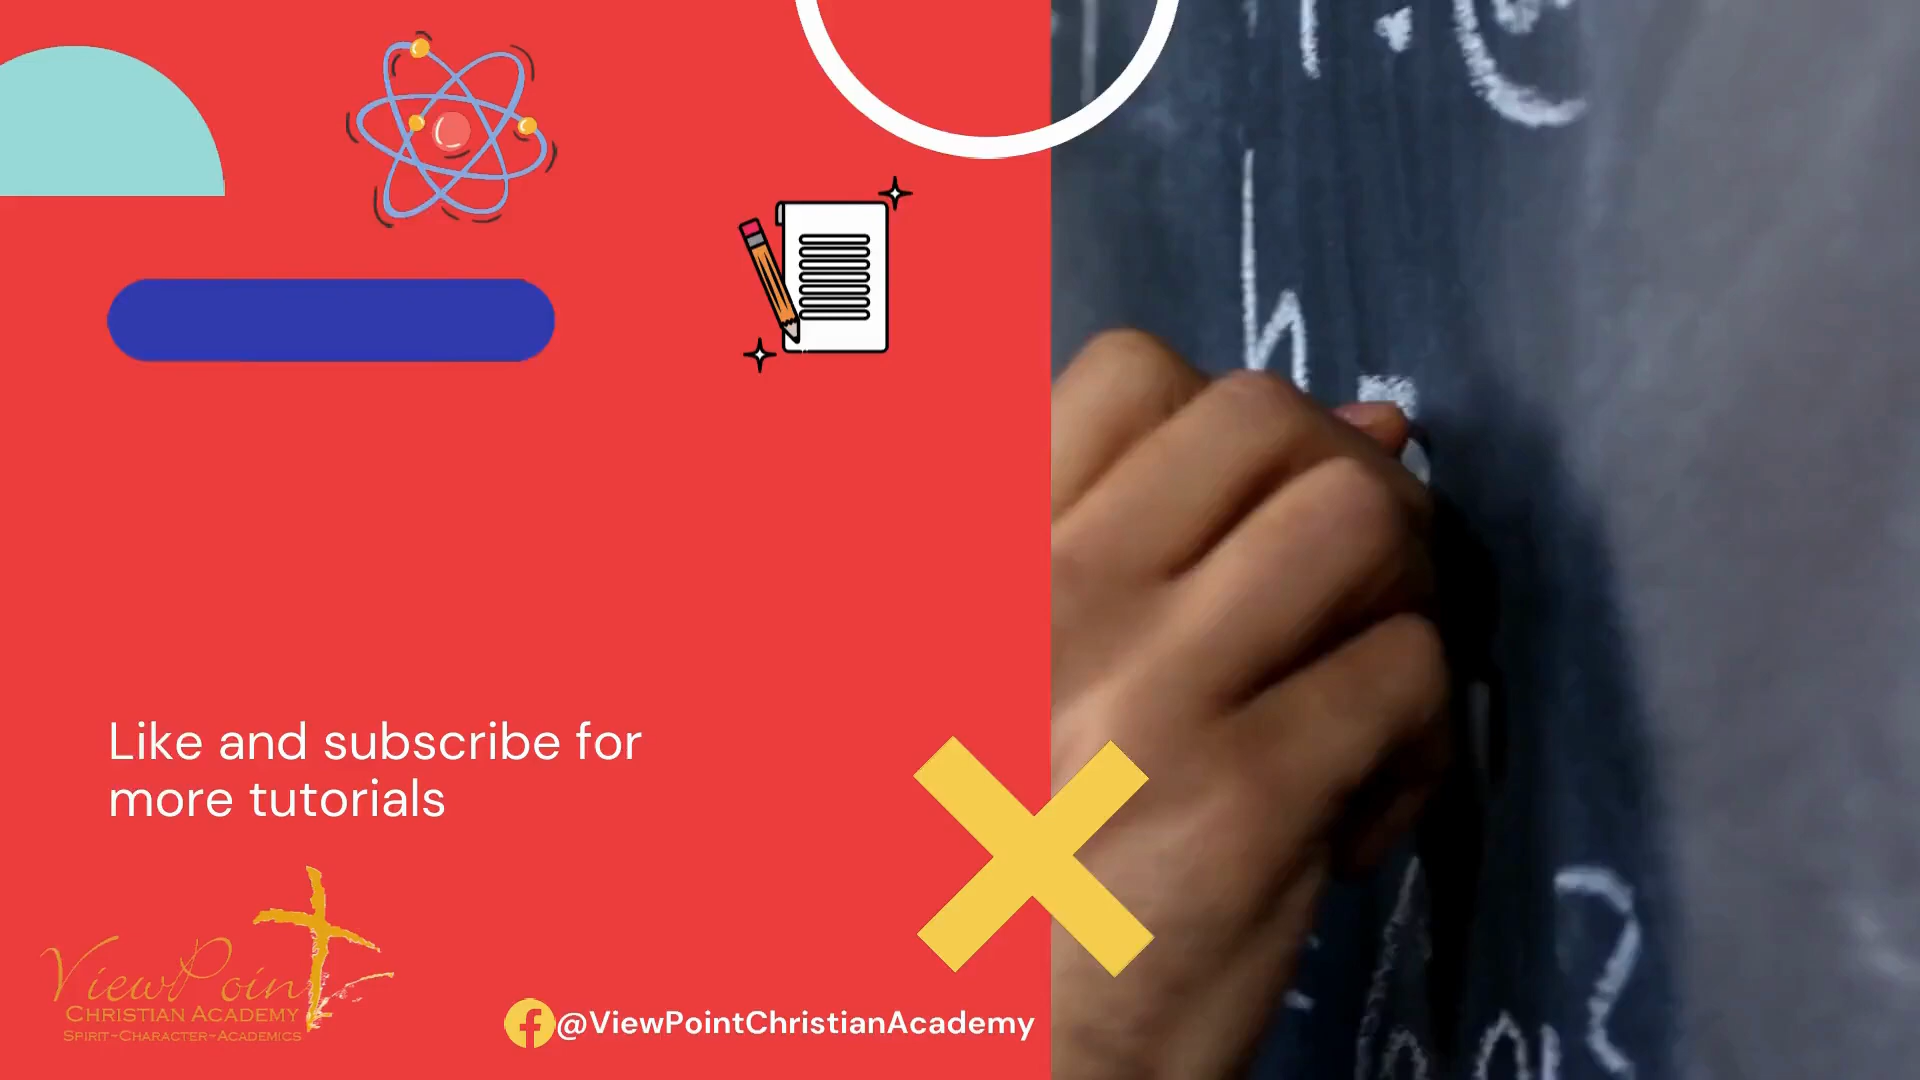 Like and subscribe for
more tutorials
ViewPoint
CHRISTIAN ACADEMY
SPIRIT~CHARACTER~ACADEMICS
@ViewPointChristianAcademy